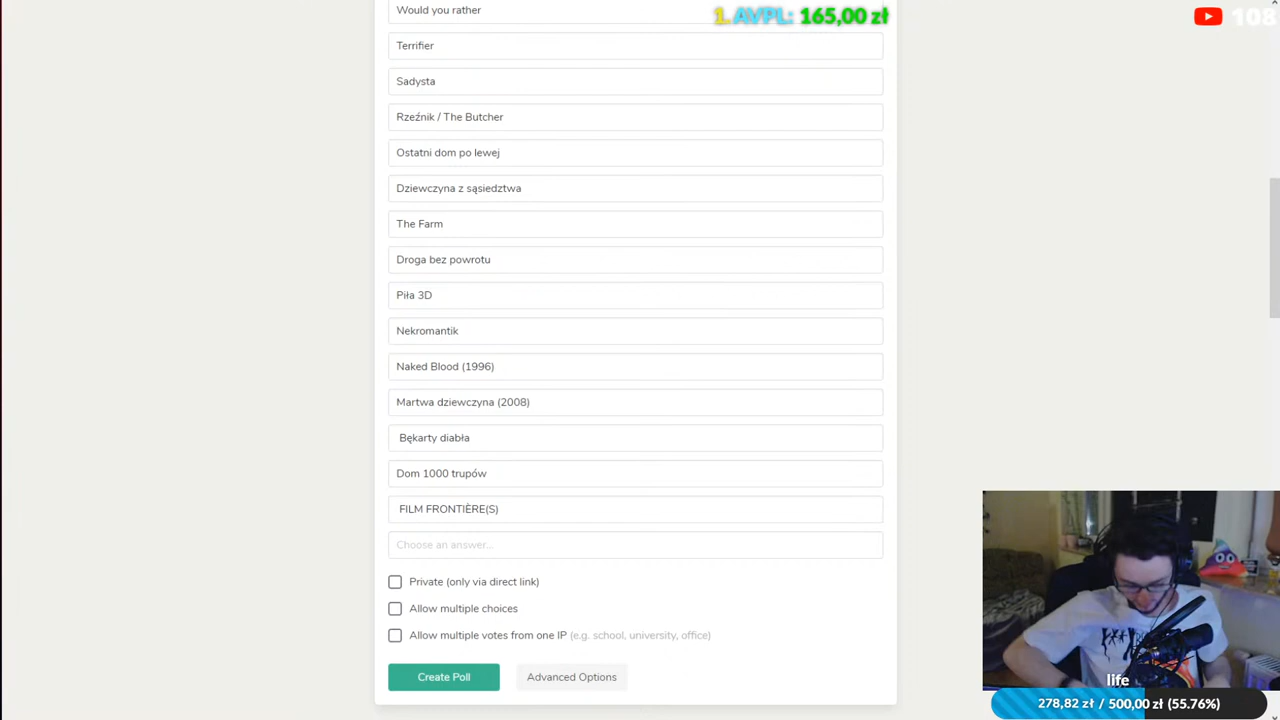 Would you rather
1. AVPL: 165,00 zł
108
Terrifier
Sadysta
Rzeźnik / The Butcher
Ostatni dom po lewej
Dziewczyna z sąsiedztwa
The Farm
Droga bez powrotu
Piła 3D
Nekromantik
Naked Blood (1996)
Martwa dziewczyna (2008)
Bękarty diabła
Dom 1000 trupów
FILM FRONTIÈRE(S)
Choose an answer...
Private (only via direct link)
Allow multiple choices
Allow multiple votes from one IP (e.g. school, university, office)
Create Poll
Advanced Options
life
278,82 zł / 500,00 zł (55.76%)